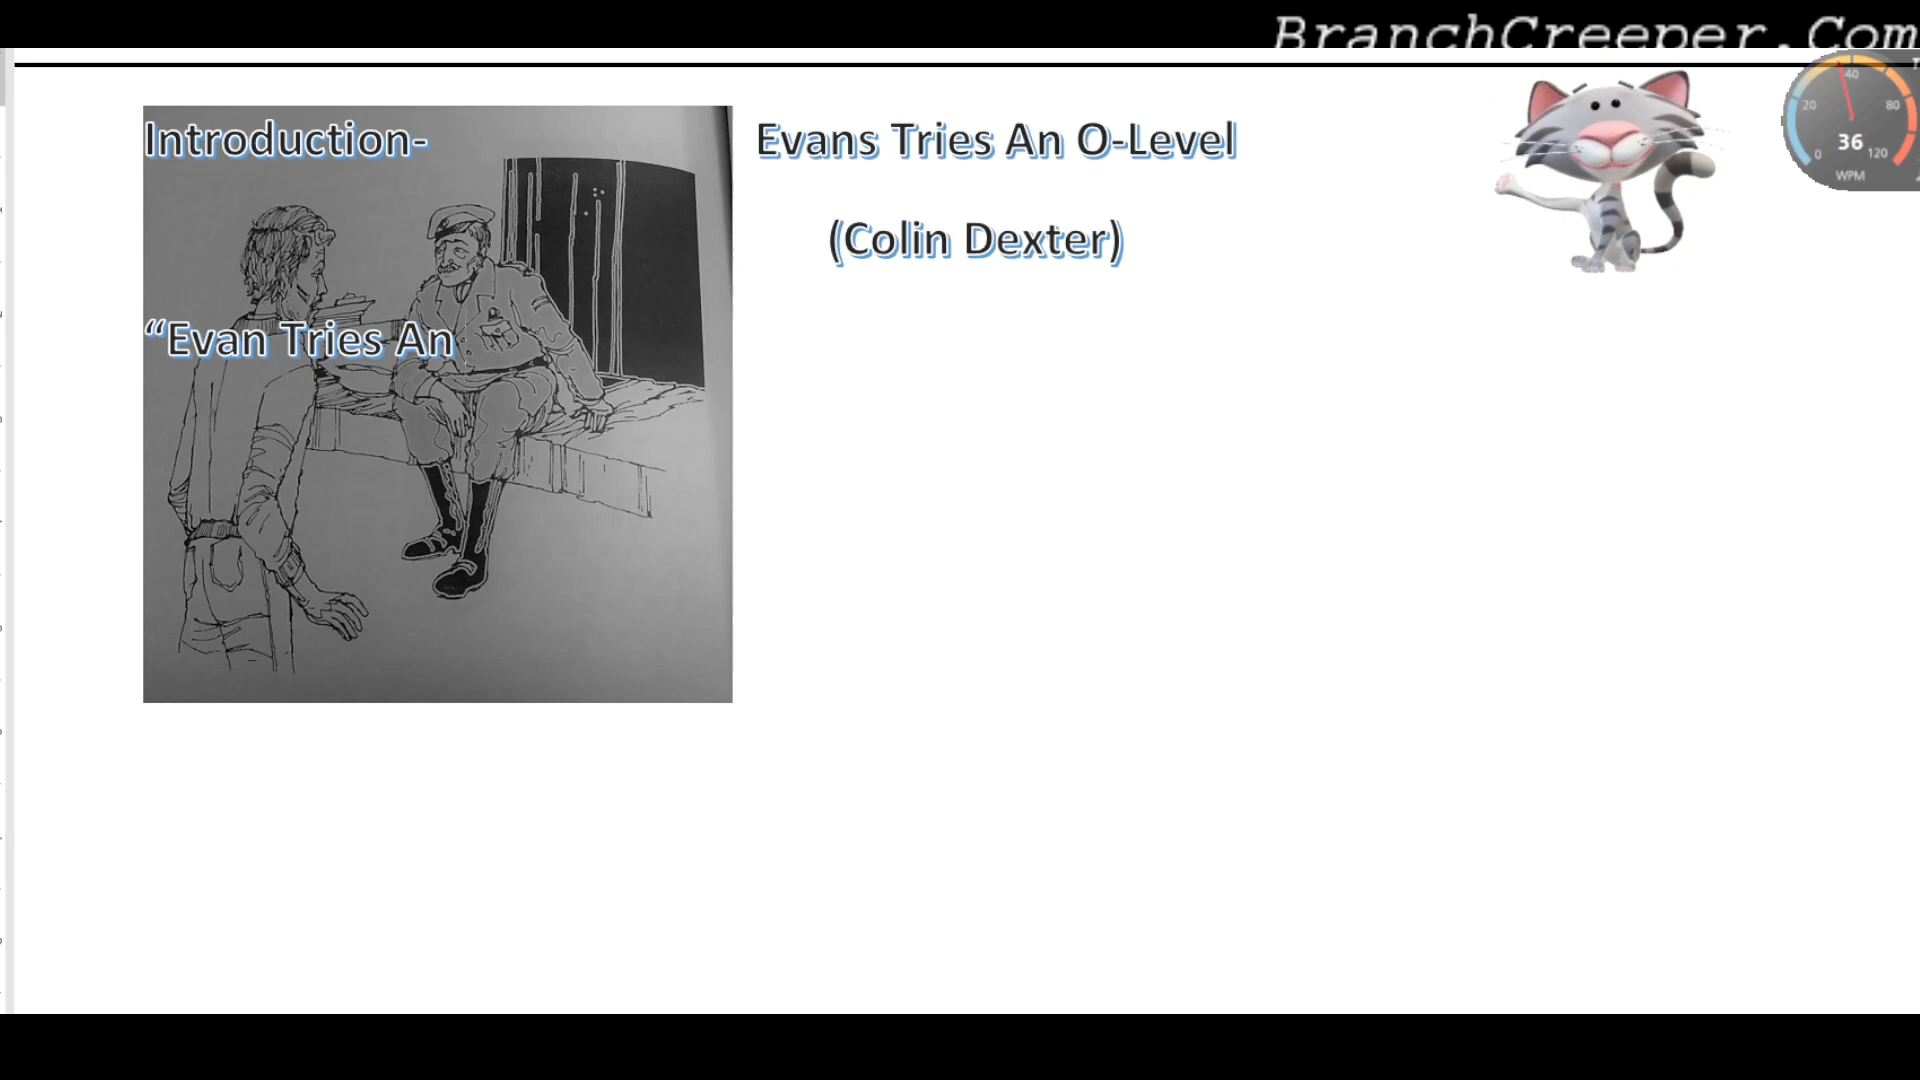 BranchCreeper.Com
Introduction- Evans Tries An O-Level
(Colin Dexter)
“Evan Tries An
20
40
80
0
36
120
WPM